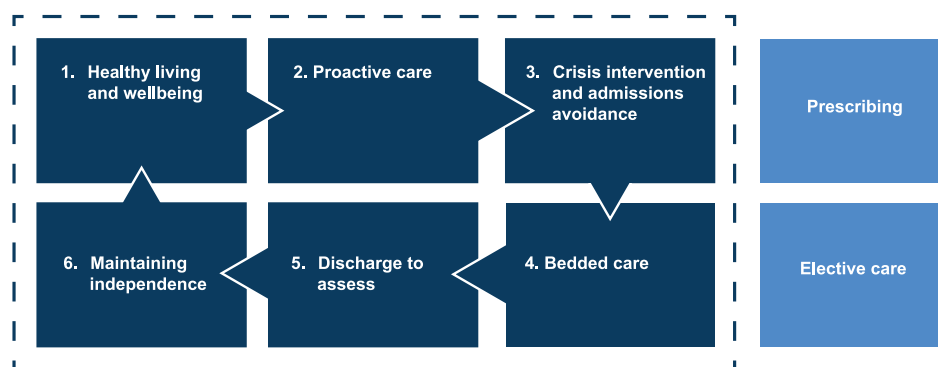 1. Healthy living
and wellbeing
2. Proactive care
3. Crisis intervention
and admissions
avoidance
Prescribing
6. Maintaining
independence
5. Discharge to
assess
4. Bedded care
Elective care